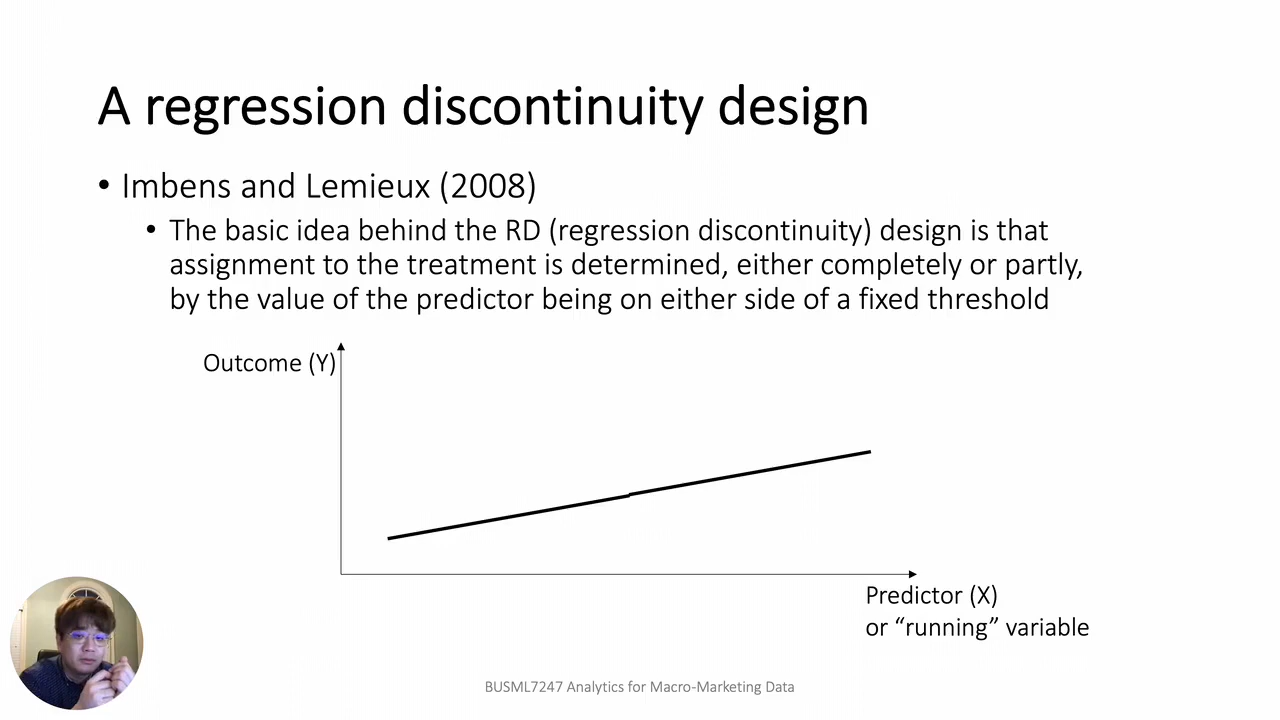 A regression discontinuity design
• Imbens and Lemieux (2008)
• The basic idea behind the RD (regression discontinuity) design is that
assignment to the treatment is determined, either completely or partly,
by the value of the predictor being on either side of a fixed threshold
Outcome (Y)
Predictor (X)
or “running” variable
BUSML7247 Analytics for Macro-Marketing Data